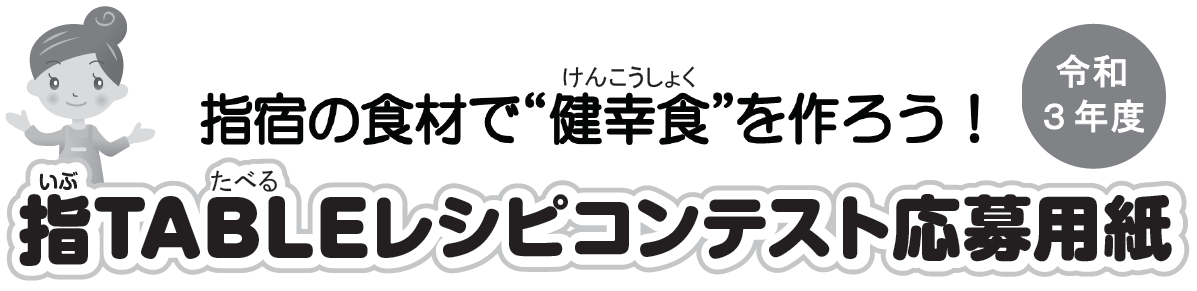 けんこうしょく
指宿の食材で“健幸食”を作ろう！
令和
３年度
いぶ たべる
指TABLEレシピコンテスト応募用紙